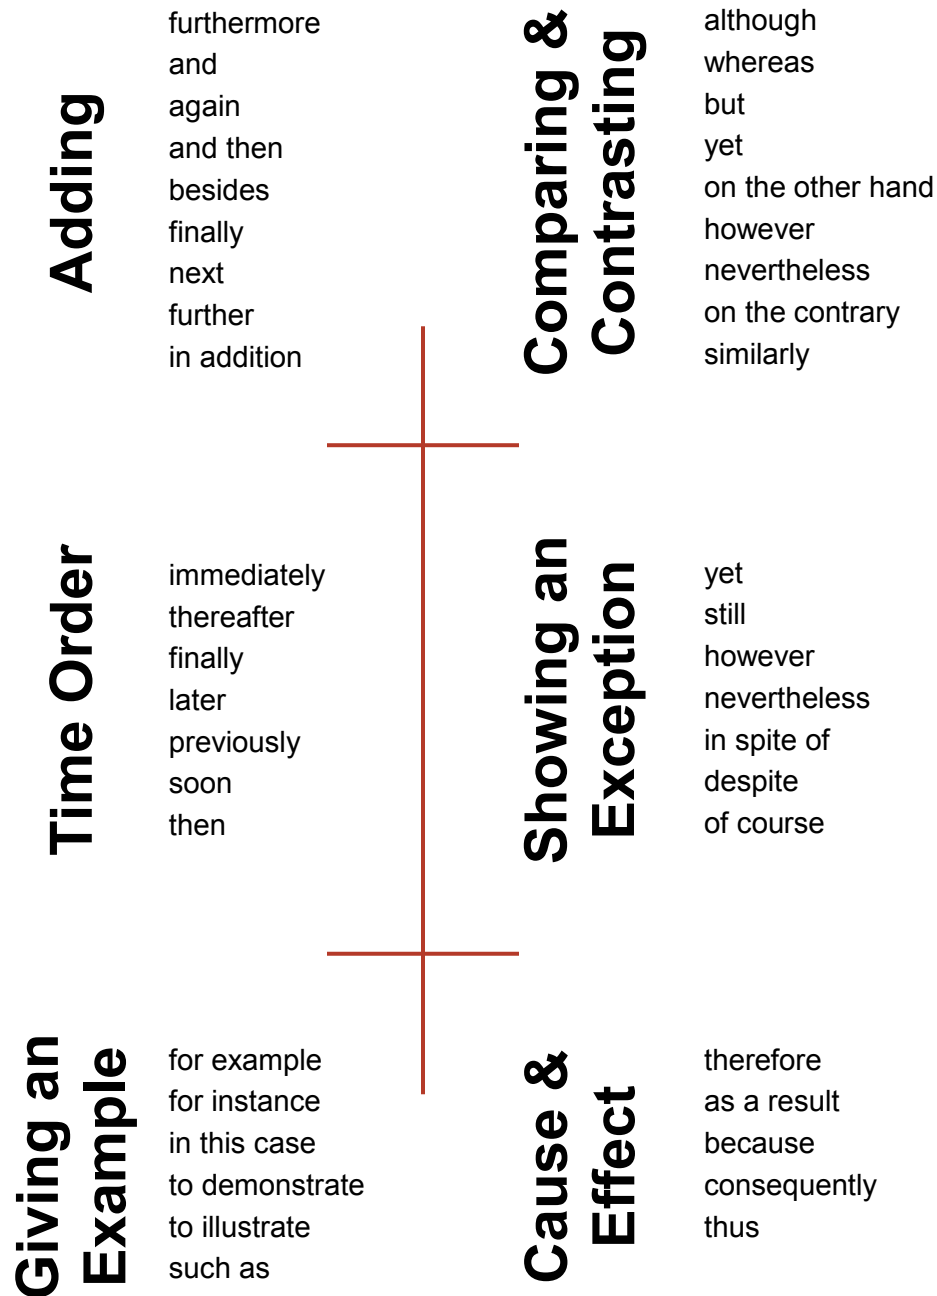 Adding
furthermore
and
again
and then
besides
finally
next
further
in addition
Comparing &
Contrasting
although
whereas
but
yet
on the other hand
however
nevertheless
on the contrary
similarly
Time Order
immediately
thereafter
finally
later
previously
soon
then
Showing an
Exception
yet
still
however
nevertheless
in spite of
despite
of course
Giving an
Example
for example
for instance
in this case
to demonstrate
to illustrate
such as
Cause &
Effect
therefore
as a result
because
consequently
thus